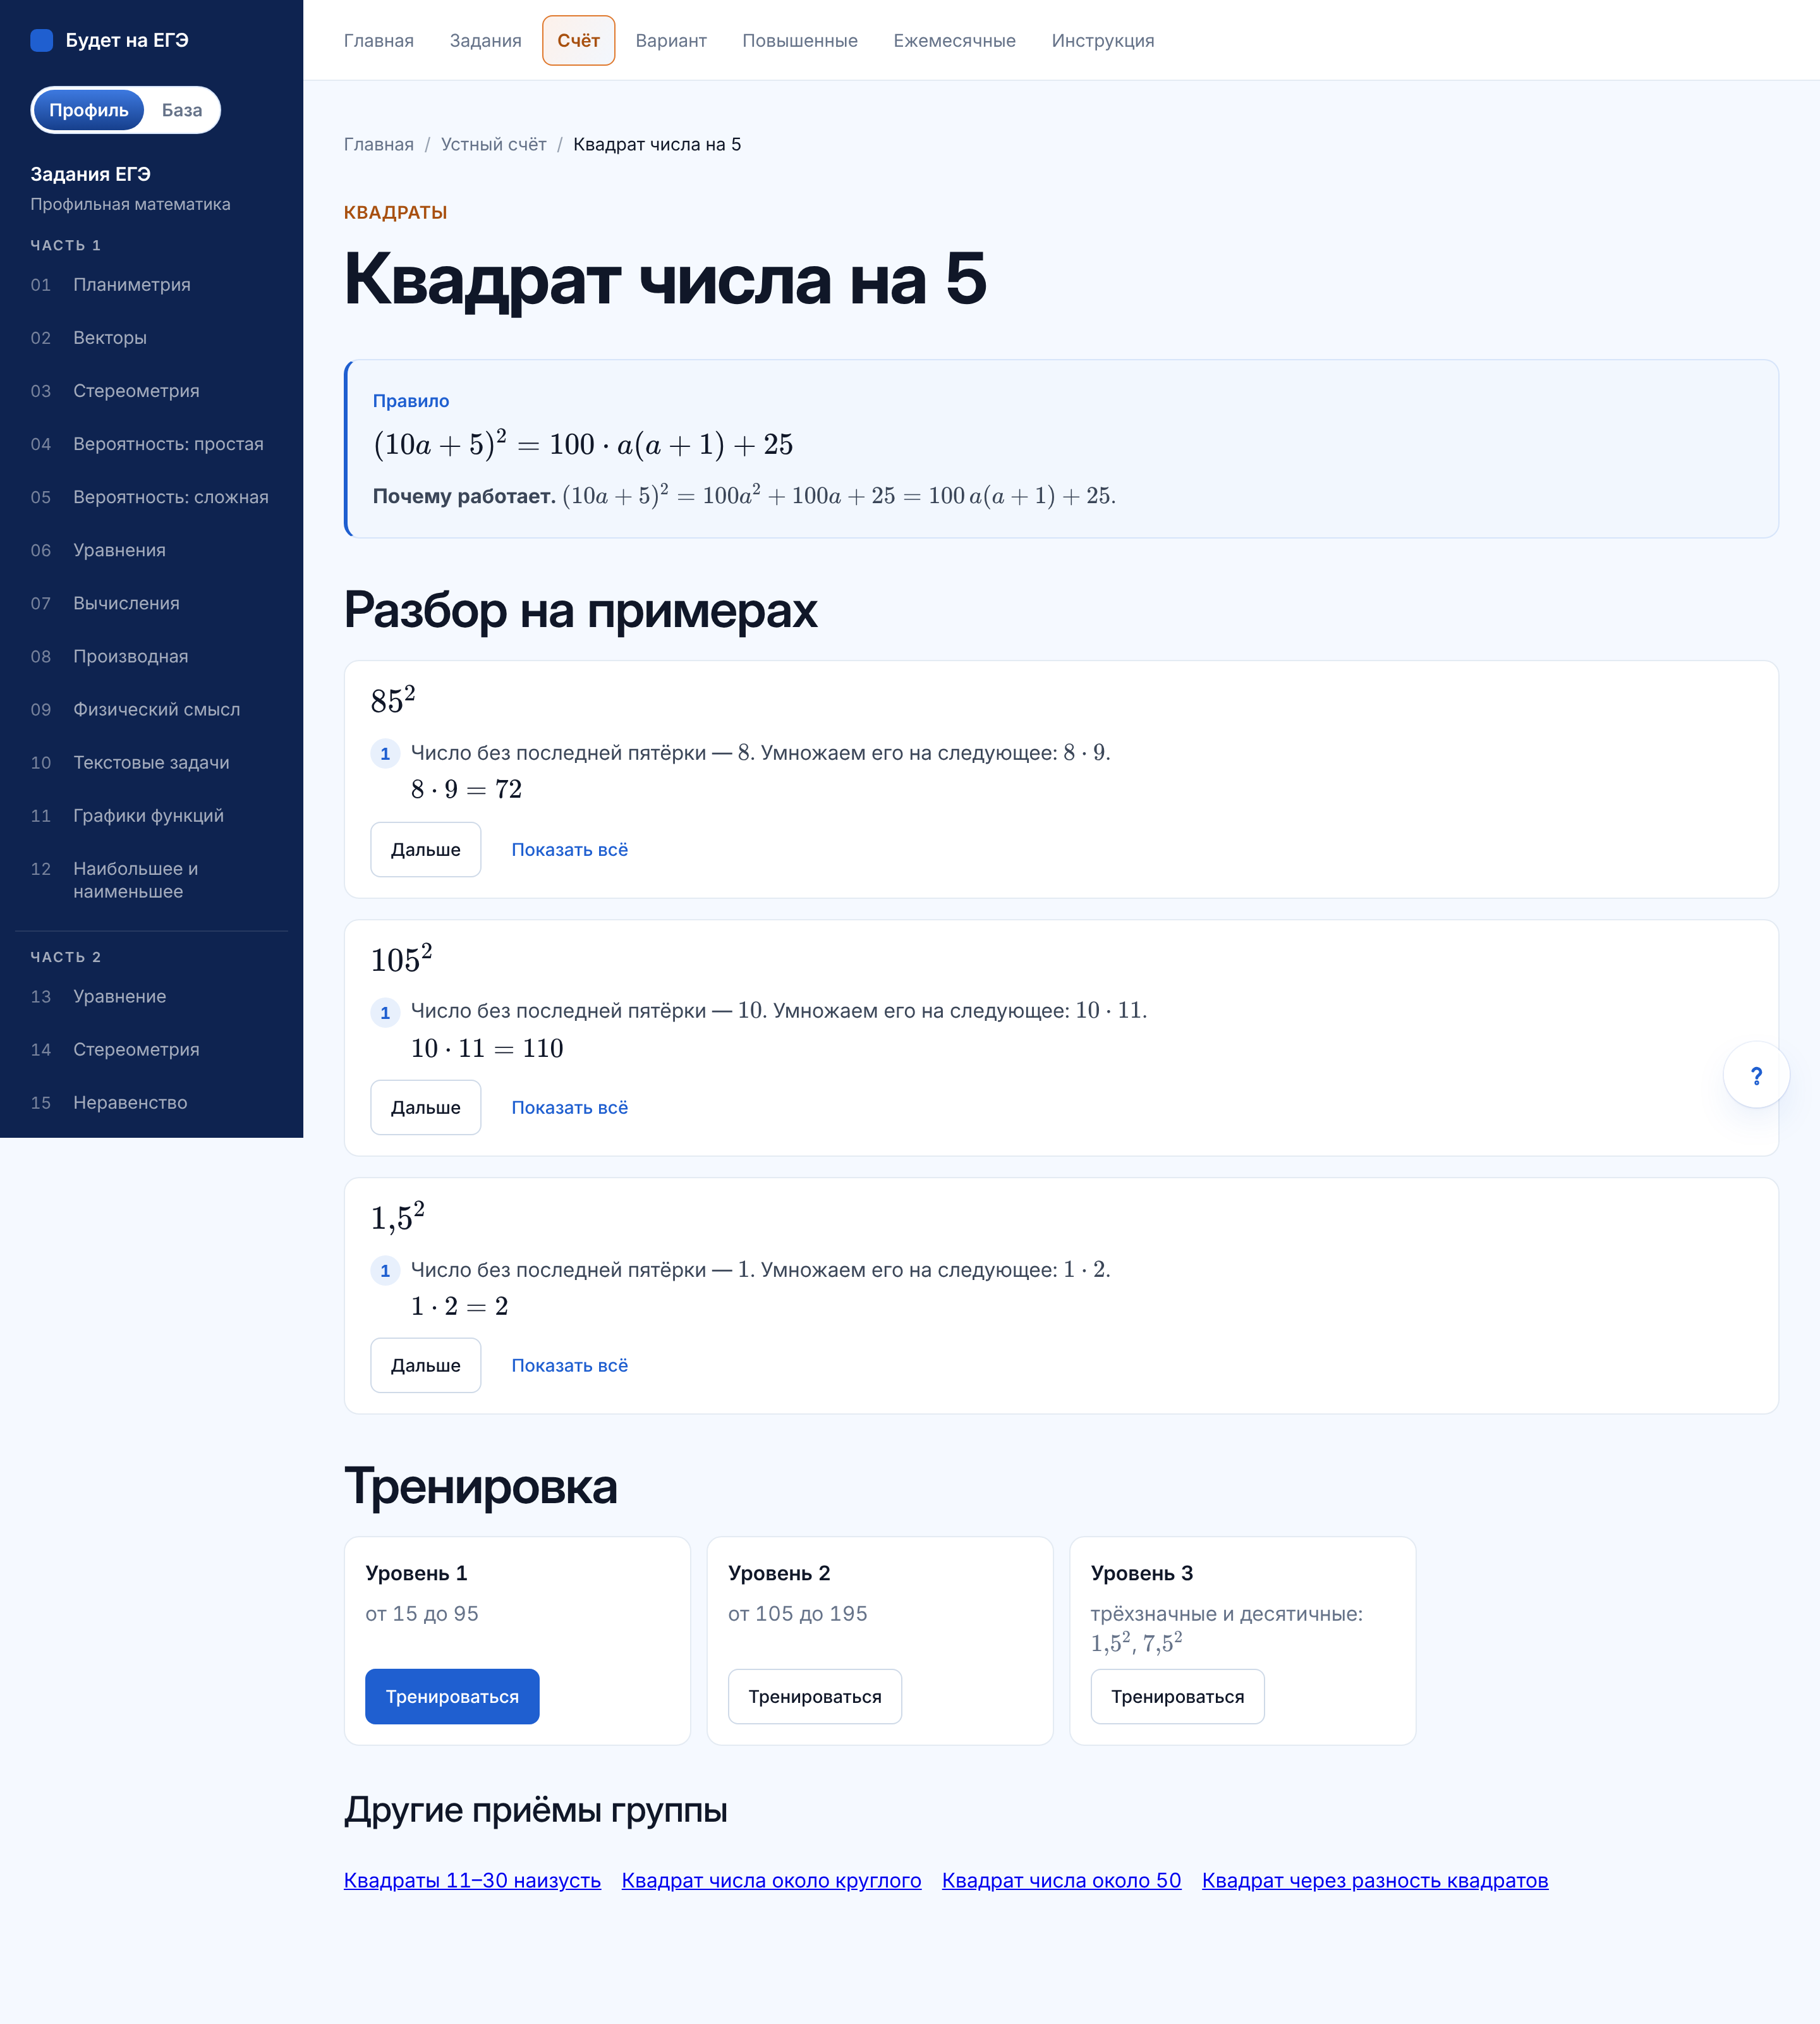 Будет на ЕГЭ
Профиль База
Задания ЕГЭ
Профильная математика
ЧАСТЬ 1
01 Планиметрия
02 Векторы
03 Стереометрия
04 Вероятность: простая
05 Вероятность: сложная
06 Уравнения
07 Вычисления
08 Производная
09 Физический смысл
10 Текстовые задачи
11 Графики функций
12 Наибольшее и
наименьшее
ЧАСТЬ 2
13 Уравнение
14 Стереометрия
15 Неравенство
Главная Задания Счёт Вариант Повышенные Ежемесячные Инструкция
Главная / Устный счёт / Квадрат числа на 5
КВАДРАТЫ
Квадрат числа на 5
Правило
(10a + 5)² = 100 · a(a + 1) + 25
Почему работает. (10a + 5)² = 100a² + 100a + 25 = 100 a(a + 1) + 25.
Разбор на примерах
85²
1 Число без последней пятёрки — 8. Умножаем его на следующее: 8 · 9.
8 · 9 = 72
Дальше Показать всё
105²
1 Число без последней пятёрки — 10. Умножаем его на следующее: 10 · 11.
10 · 11 = 110
Дальше Показать всё
1,5²
1 Число без последней пятёрки — 1. Умножаем его на следующее: 1 · 2.
1 · 2 = 2
Дальше Показать всё
?
Тренировка
Уровень 1
от 15 до 95
Тренироваться
Уровень 2
от 105 до 195
Тренироваться
Уровень 3
трёхзначные и десятичные:
1,5², 7,5²
Тренироваться
Другие приёмы группы
Квадраты 11–30 наизусть Квадрат числа около круглого Квадрат числа около 50 Квадрат через разность квадратов